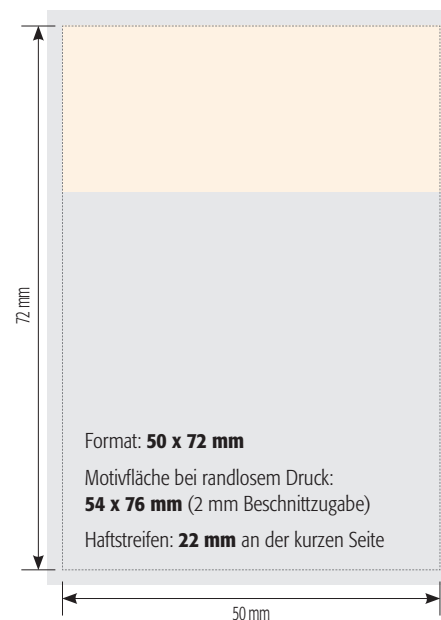 72 mm
Format: 50 x 72 mm
Motivfläche bei randlosem Druck:
54 x 76 mm (2 mm Beschnittzugabe)
Haftstreifen: 22 mm an der kurzen Seite
50 mm